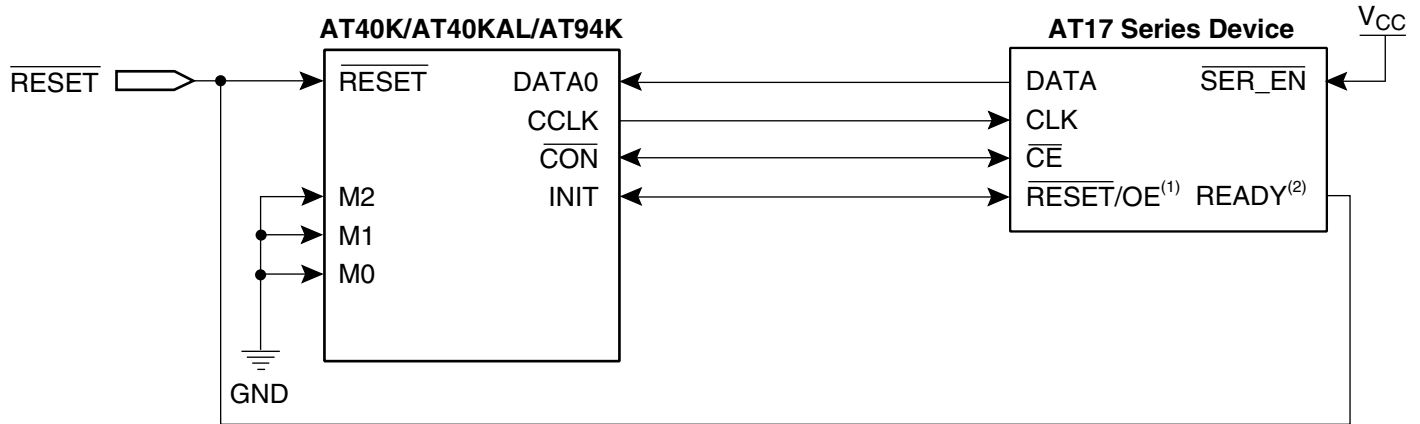 AT40K/AT40KAL/AT94K
AT17 Series Device
VCC
RESET
RESET
DATA0
DATA
SER_EN
CCLK
CLK
CON
CE
M2
INIT
RESET/OE(1)
READY(2)
M1
M0
GND